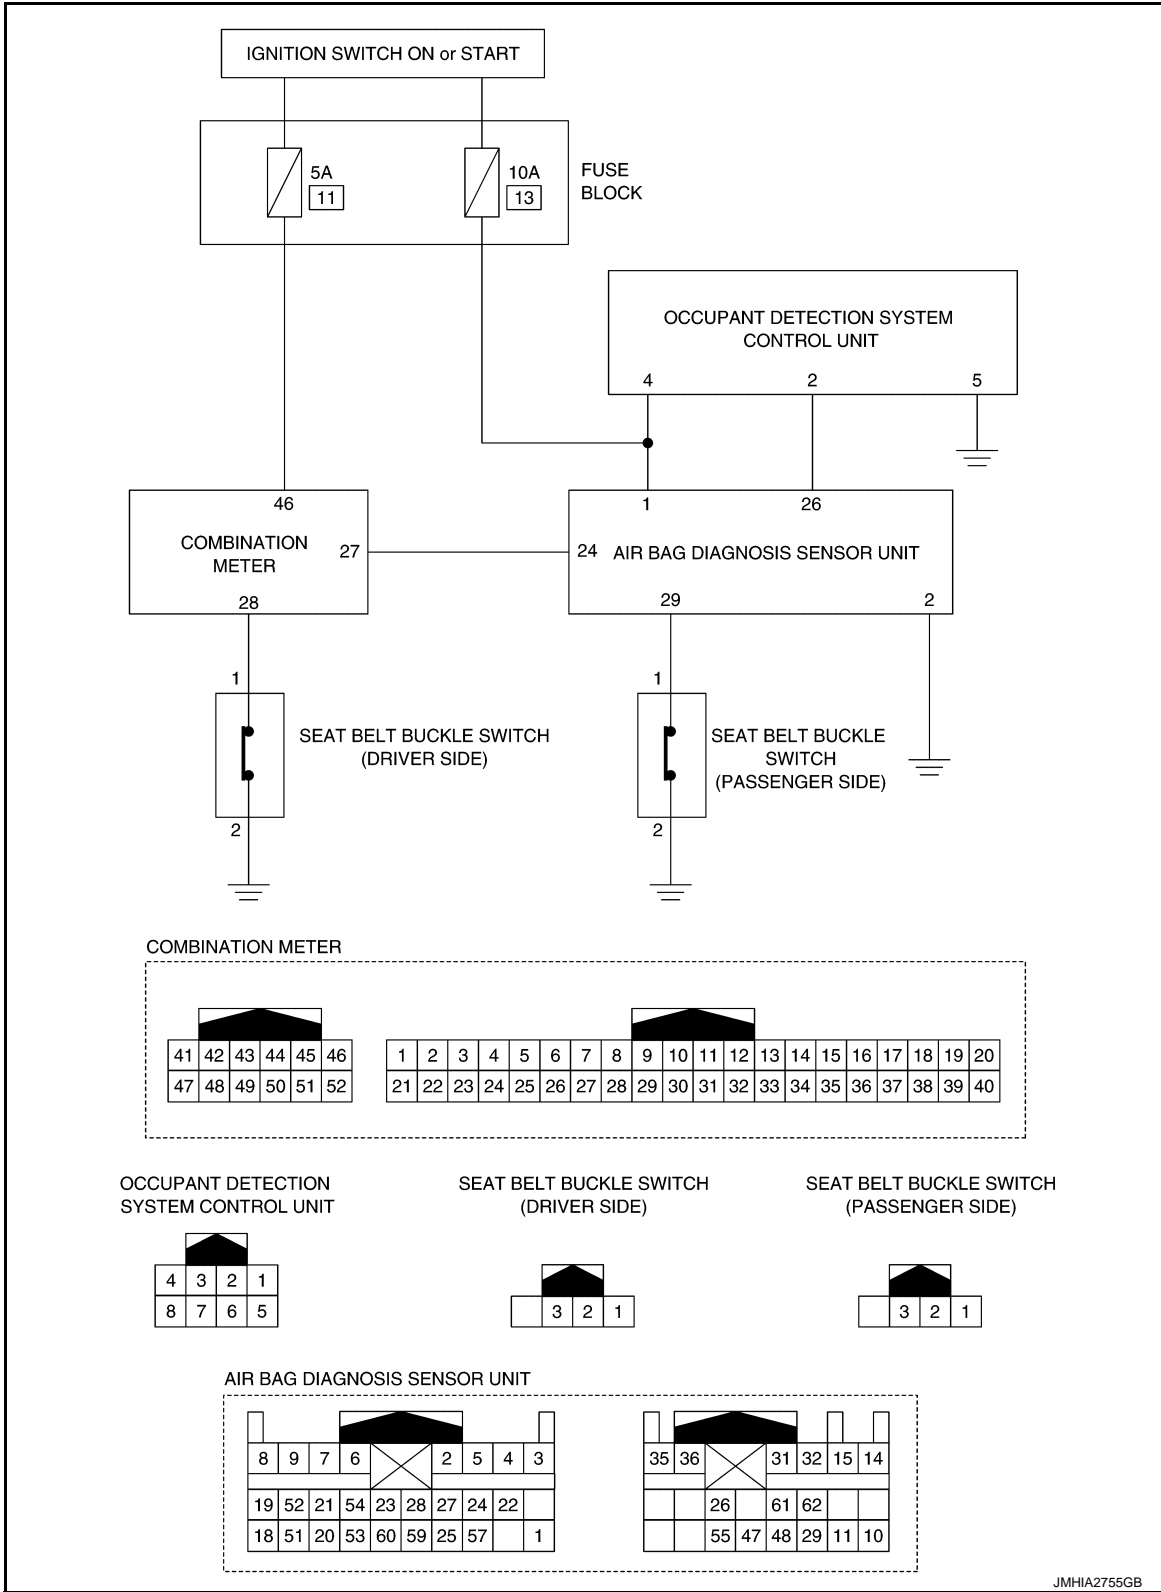 IGNITION SWITCH ON or START
5A
11
10A
13
FUSE
BLOCK
OCCUPANT DETECTION SYSTEM
CONTROL UNIT
4 2 5
46
COMBINATION
METER
27
28
1 26
24 AIR BAG DIAGNOSIS SENSOR UNIT
29 2
1
SEAT BELT BUCKLE SWITCH
(DRIVER SIDE)
2
1
SEAT BELT BUCKLE
SWITCH
(PASSENGER SIDE)
2
COMBINATION METER
41 42 43 44 45 46
47 48 49 50 51 52
1 2 3 4 5 6 7 8 9 10 11 12 13 14 15 16 17 18 19 20
21 22 23 24 25 26 27 28 29 30 31 32 33 34 35 36 37 38 39 40
OCCUPANT DETECTION
SYSTEM CONTROL UNIT
4 3 2 1
8 7 6 5
SEAT BELT BUCKLE SWITCH
(DRIVER SIDE)
3 2 1
SEAT BELT BUCKLE SWITCH
(PASSENGER SIDE)
3 2 1
AIR BAG DIAGNOSIS SENSOR UNIT
8 9 7 6 2 5 4 3
19 52 21 54 23 28 27 24 22
18 51 20 53 60 59 25 57 1
35 36 31 32 15 14
26 61 62
55 47 48 29 11 10
JMHIA2755GB